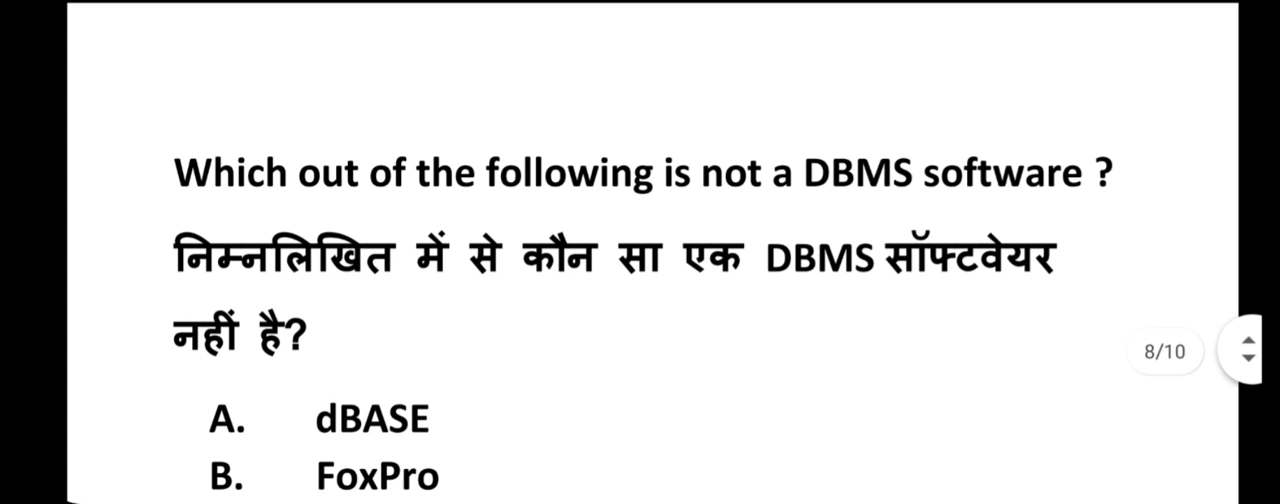 Which out of the following is not a DBMS software ?
निम्नलिखित में से कौन सा एक DBMS सॉफ्टवेयर
नहीं है?
8/10
A. dBASE
B. FoxPro